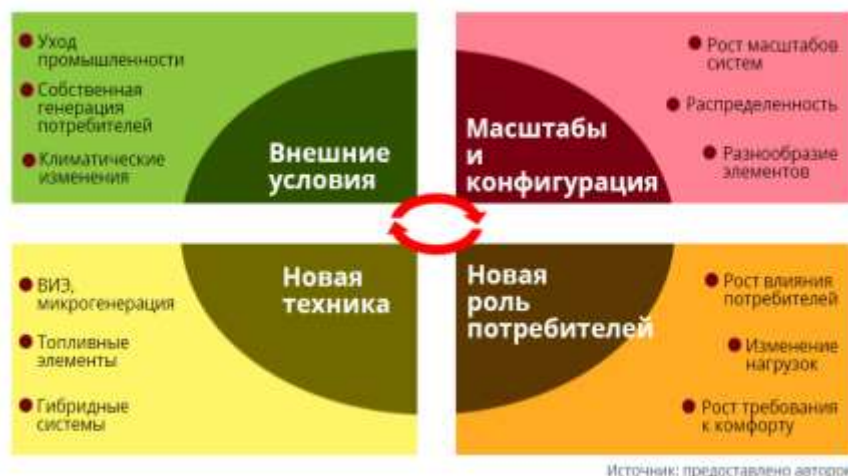 Уход
промышленности
Собственная
генерация
потребителей
Климатические
изменения
Внешние
условия
Масштабы
и
конфигурация
Рост масштабов
систем
Распределенность
Разнообразие
элементов
ВИЭ,
микрогенерация
Топливные
элементы
Гибридные
системы
Новая
техника
Новая
роль
потребителей
Рост влияния
потребителей
Изменение
нагрузок
Рост требования
к комфорту
Источник: предоставлено авторо